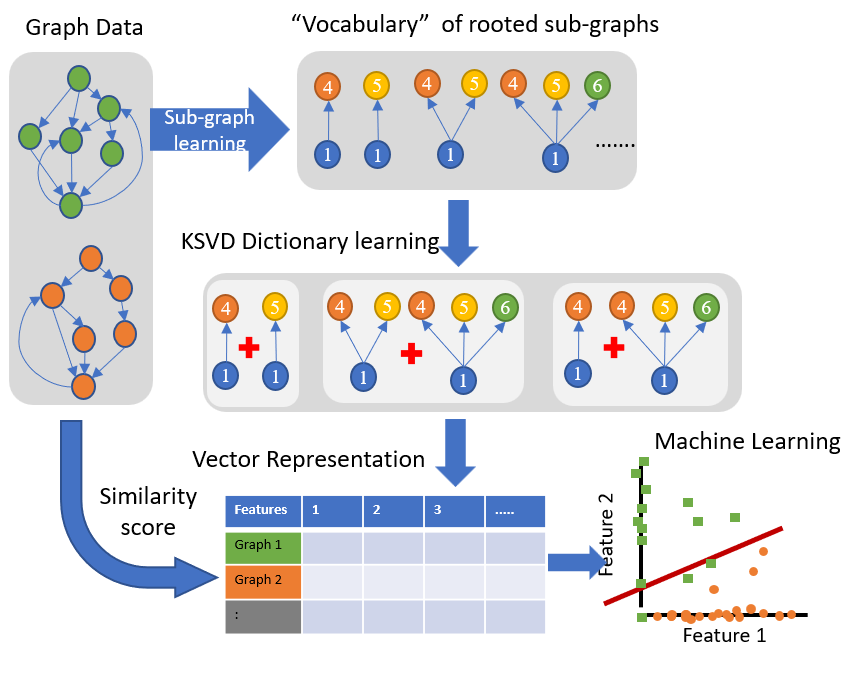 Graph Data
“Vocabulary” of rooted sub-graphs
Sub-graph
learning
4 5 4 5 4 5 6
1 1 1 1
.......
KSVD Dictionary learning
4 5 4 5 4 5 6 4 4 5 6
1 1 1 1 1 1
Vector Representation
Machine Learning
Similarity
score
Features 1 2 3 .....
Graph 1
Graph 2
:
Feature 2
Feature 1